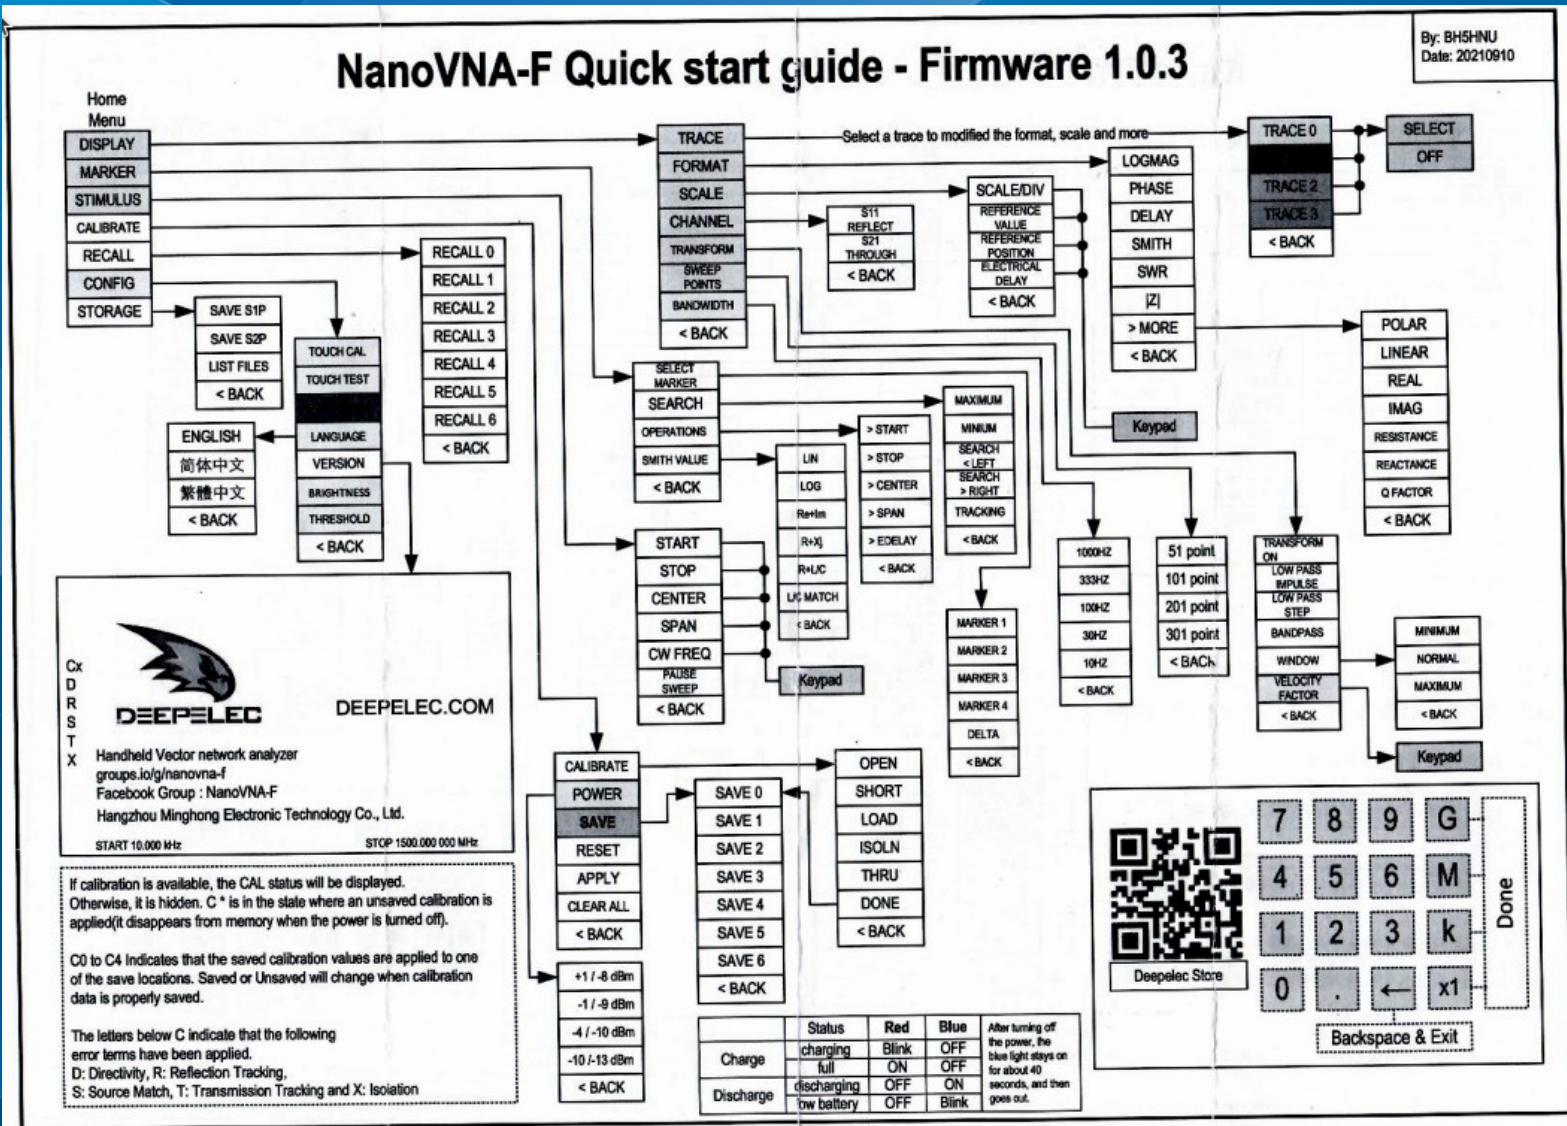 By: BH5HNU
Date: 20210910
NanoVNA-F Quick start guide - Firmware 1.0.3
Home
Menu
DISPLAY
MARKER
STIMULUS
CALIBRATE
RECALL
CONFIG
STORAGE
SAVE S1P
SAVE S2P
LIST FILES
< BACK
TOUCH CAL
TOUCH TEST
LANGUAGE
VERSION
BRIGHTNESS
THRESHOLD
< BACK
ENGLISH
简体中文
繁體中文
< BACK
RECALL 0
RECALL 1
RECALL 2
RECALL 3
RECALL 4
RECALL 5
RECALL 6
< BACK
TRACE
FORMAT
SCALE
CHANNEL
TRANSFORM
SWEEP
POINTS
BANDWIDTH
< BACK
Select a trace to modified the format, scale and more
TRACE 0
TRACE 2
TRACE 3
< BACK
SELECT
OFF
LOGMAG
PHASE
DELAY
SMITH
SWR
|Z|
> MORE
< BACK
SCALE/DIV
REFERENCE
VALUE
REFERENCE
POSITION
ELECTRICAL
DELAY
< BACK
S11
REFLECT
S21
THROUGH
< BACK
Keypad
POLAR
LINEAR
REAL
IMAG
RESISTANCE
REACTANCE
Q FACTOR
< BACK
SELECT
MARKER
SEARCH
OPERATIONS
SMITH VALUE
< BACK
MAXIMUM
MINIUM
SEARCH
< LEFT
SEARCH
> RIGHT
TRACKING
< BACK
> START
> STOP
> CENTER
> SPAN
> EDELAY
< BACK
LIN
LOG
Re+Im
R+Xj
R+L/C
L/C MATCH
< BACK
START
STOP
CENTER
SPAN
CW FREQ
PAUSE
SWEEP
< BACK
Keypad
MARKER 1
MARKER 2
MARKER 3
MARKER 4
DELTA
< BACK
1000HZ
333HZ
100HZ
30HZ
10HZ
< BACK
51 point
101 point
201 point
301 point
< BACK
TRANSFORM
ON
LOW PASS
IMPULSE
LOW PASS
STEP
BANDPASS
WINDOW
VELOCITY
FACTOR
< BACK
MINIMUM
NORMAL
MAXIMUM
< BACK
Keypad
Cx
D
R
S
T
X
DEEPELEC
DEEPELEC.COM
Handheld Vector network analyzer
groups.io/g/nanovna-f
Facebook Group : NanoVNA-F
Hangzhou Minghong Electronic Technology Co., Ltd.
START 10.000 kHz
STOP 1500.000 000 MHz
If calibration is available, the CAL status will be displayed.
Otherwise, it is hidden. C * is in the state where an unsaved calibration is
applied(it disappears from memory when the power is turned off).
C0 to C4 Indicates that the saved calibration values are applied to one
of the save locations. Saved or Unsaved will change when calibration
data is properly saved.
The letters below C indicate that the following
error terms have been applied.
D: Directivity, R: Reflection Tracking,
S: Source Match, T: Transmission Tracking and X: Isolation
CALIBRATE
POWER
SAVE
RESET
APPLY
CLEAR ALL
< BACK
+1 / -8 dBm
-1 / -9 dBm
-4 / -10 dBm
-10 /-13 dBm
< BACK
SAVE 0
SAVE 1
SAVE 2
SAVE 3
SAVE 4
SAVE 5
SAVE 6
< BACK
OPEN
SHORT
LOAD
ISOLN
THRU
DONE
< BACK
Status Red Blue
Charge
charging Blink OFF
full ON OFF
Discharge
discharging OFF ON
low battery OFF Blink
After turning off
the power, the
blue light stays on
for about 40
seconds, and then
goes out.
Deepelec Store
7 8 9 G
4 5 6 M
1 2 3 k
0 . ← x1
Done
Backspace & Exit